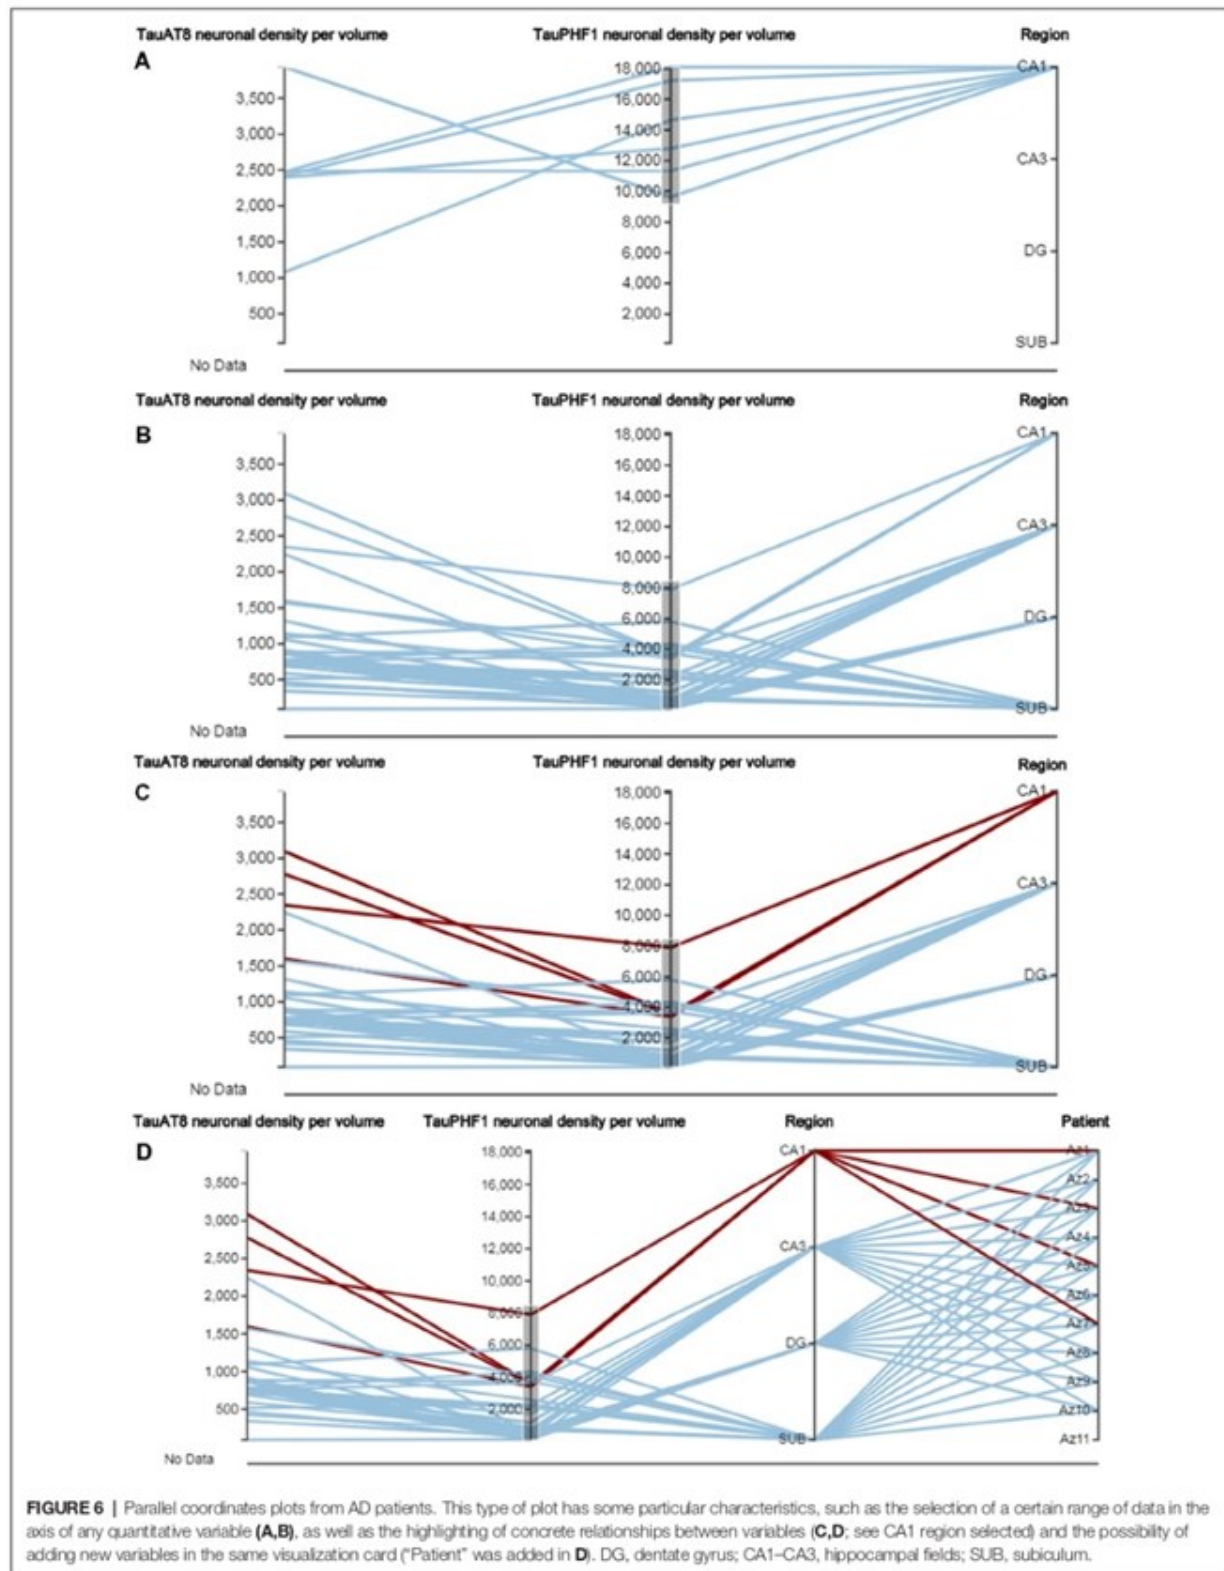 TauAT8 neuronal density per volume TauPHF1 neuronal density per volume Region
A
18,000 CA1
3,500 16,000
3,000 14,000
2,500 12,000 CA3
2,000 10,000
1,500 8,000
1,000 6,000 DG
500 4,000
2,000
SUB
No Data
TauAT8 neuronal density per volume TauPHF1 neuronal density per volume Region
B
18,000 CA1
3,500 16,000
3,000 14,000
2,500 12,000 CA3
2,000 10,000
1,500 8,000
1,000 6,000 DG
500 4,000
2,000
SUB
No Data
TauAT8 neuronal density per volume TauPHF1 neuronal density per volume Region
C
18,000 CA1
3,500 16,000
3,000 14,000
2,500 12,000 CA3
2,000 10,000
1,500 8,000
1,000 6,000 DG
500 4,000
2,000
SUB
No Data
TauAT8 neuronal density per volume TauPHF1 neuronal density per volume Region Patient
D
18,000 CA1 Az1
3,500 16,000 Az2
3,000 14,000 Az3
2,500 12,000 CA3 Az4
2,000 10,000 Az5
1,500 8,000 Az6
1,000 6,000 DG Az7
500 4,000 Az8
2,000 Az9
Az10
SUB Az11
No Data
FIGURE 6 | Parallel coordinates plots from AD patients. This type of plot has some particular characteristics, such as the selection of a certain range of data in the
axis of any quantitative variable (A,B), as well as the highlighting of concrete relationships between variables (C,D; see CA1 region selected) and the possibility of
adding new variables in the same visualization card ("Patient" was added in D). DG, dentate gyrus; CA1–CA3, hippocampal fields; SUB, subiculum.